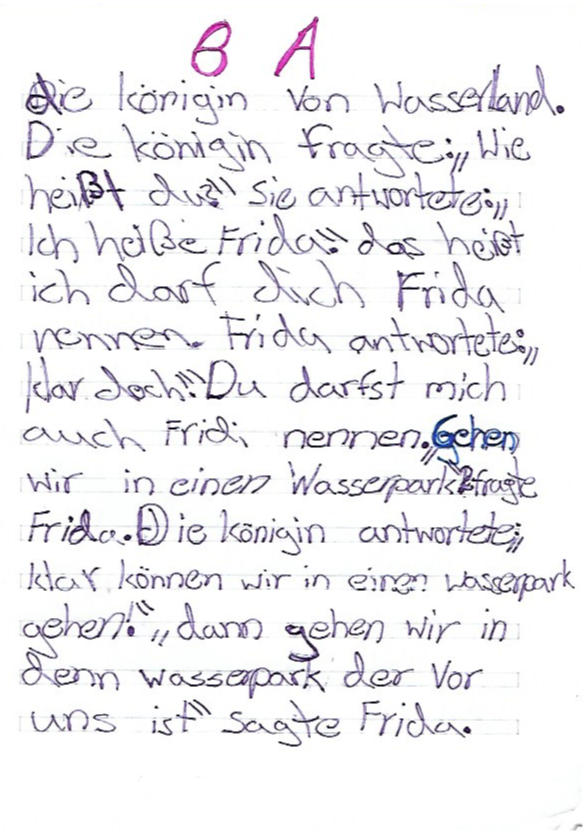 B A
die königin von Wasserland.
Die königin fragte:„Wie
heißt du?" sie antwortete:„
Ich heiße Frida." das heißt
ich darf dich Frida
nennen. Frida antwortete:„
klar doch!"Du darfst mich
auch Fridi nennen.„Gehen
wir in einen Wasserpark"?fragte
Frida.Die königin antwortete„
klar können wir in einen wasserpark
gehen!"„dann gehen wir in
denn wasserpark der vor
uns ist" sagte Frida.